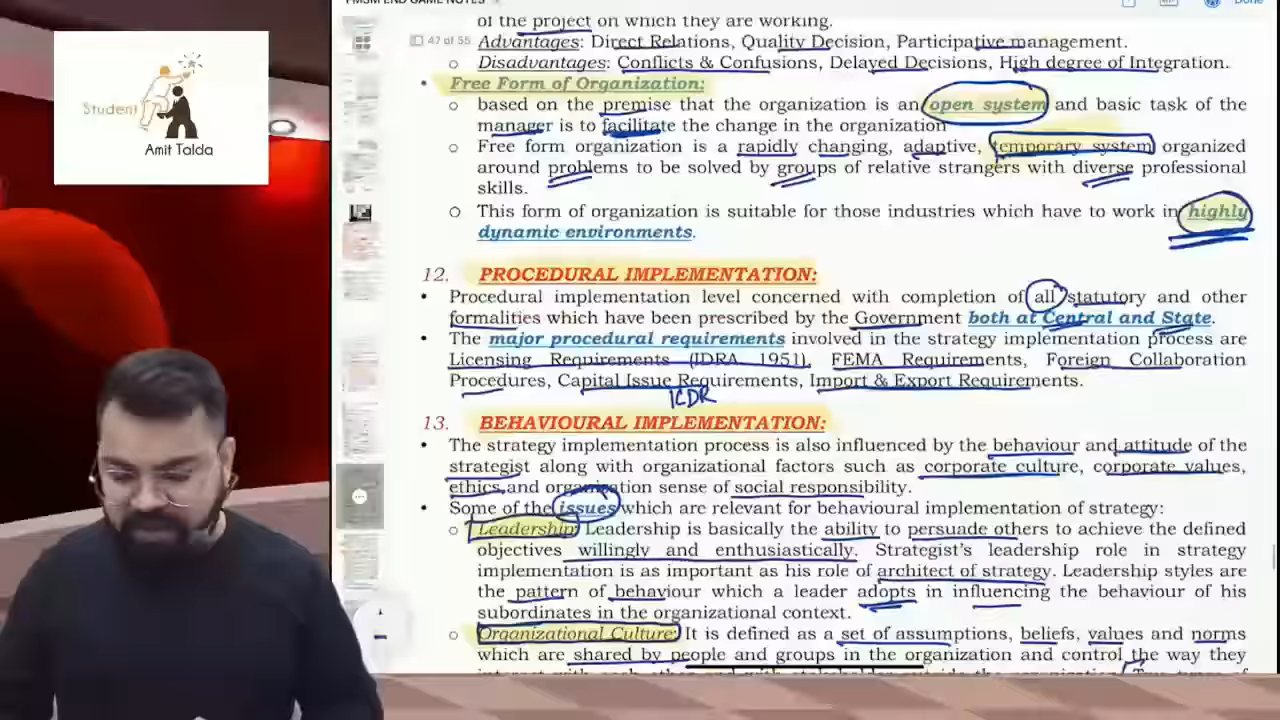 FMSM END GAME NOTES
Done
47 of 55
Student
Amit Talda
of the project on which they are working.
Advantages: Direct Relations, Quality Decision, Participative management.
o Disadvantages: Conflicts & Confusions, Delayed Decisions, High degree of Integration.
• Free Form of Organization:
o based on the premise that the organization is an open system and basic task of the
manager is to facilitate the change in the organization
o Free form organization is a rapidly changing, adaptive, temporary system organized
around problems to be solved by groups of relative strangers with diverse professional
skills.
o This form of organization is suitable for those industries which have to work in highly
dynamic environments.
12. PROCEDURAL IMPLEMENTATION:
• Procedural implementation level concerned with completion of all statutory and other
formalities which have been prescribed by the Government both at Central and State.
• The major procedural requirements involved in the strategy implementation process are
Licensing Requirements (IDRA 1951), FEMA Requirements, Foreign Collaboration
Procedures, Capital Issue Requirements, Import & Export Requirements.
ICDR
13. BEHAVIOURAL IMPLEMENTATION:
• The strategy implementation process is also influenced by the behaviour and attitude of the
strategist along with organizational factors such as corporate culture, corporate values,
ethics and organization sense of social responsibility.
• Some of the issues which are relevant for behavioural implementation of strategy:
o Leadership: Leadership is basically the ability to persuade others to achieve the defined
objectives willingly and enthusiastically. Strategist's leadership role in strategy
implementation is as important as his role of architect of strategy. Leadership styles are
the pattern of behaviour which a leader adopts in influencing the behaviour of his
subordinates in the organizational context.
o Organizational Culture: It is defined as a set of assumptions, beliefs, values and norms
which are shared by people and groups in the organization and control the way they